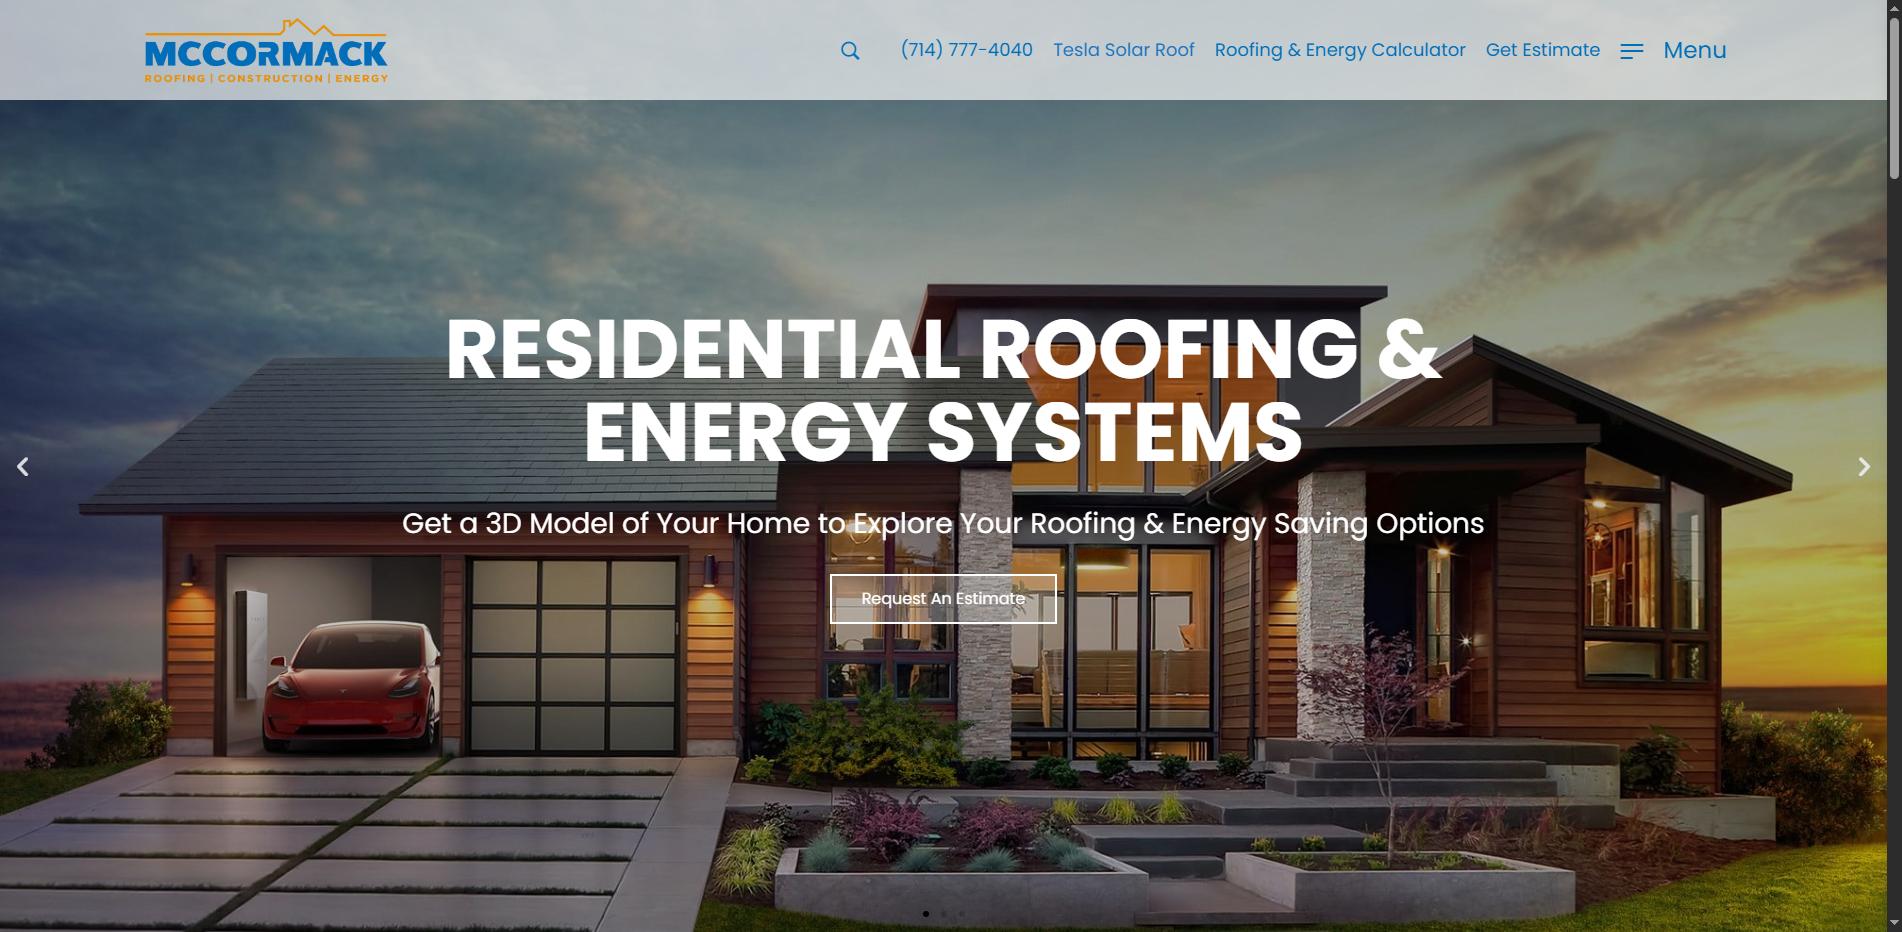 MCCORMACK
ROOFING | CONSTRUCTION | ENERGY
(714) 777-4040
Tesla Solar Roof
Roofing & Energy Calculator
Get Estimate
Menu
RESIDENTIAL ROOFING &
ENERGY SYSTEMS
Get a 3D Model of Your Home to Explore Your Roofing & Energy Saving Options
Request An Estimate